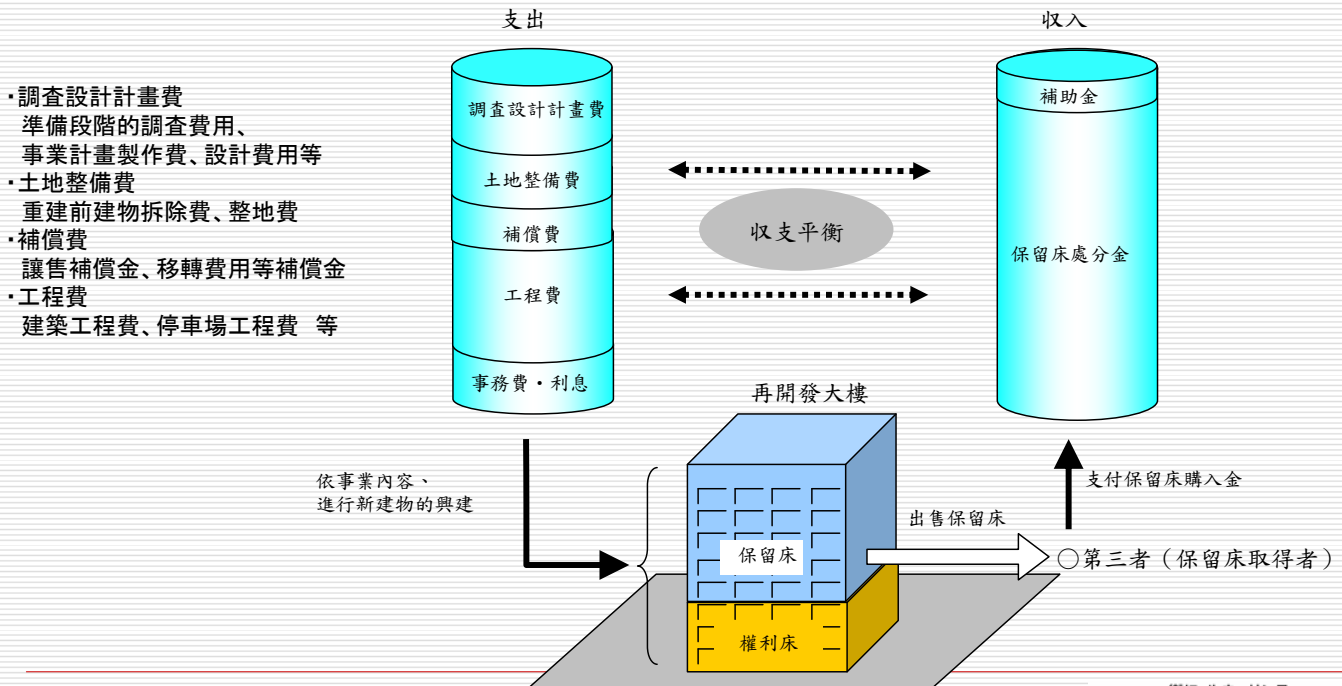 支出
收入
・調查設計計畫費
準備段階的調查費用、
事業計畫製作費、設計費用等
・土地整備費
重建前建物拆除費、整地費
・補償費
讓售補償金、移轉費用等補償金
・工程費
建築工程費、停車場工程費 等
調查設計計畫費
土地整備費
補償費
工程費
事務費・利息
收支平衡
補助金
保留床處分金
再開發大樓
依事業內容、
進行新建物的興建
保留床
權利床
出售保留床
支付保留床購入金
○第三者（保留床取得者）